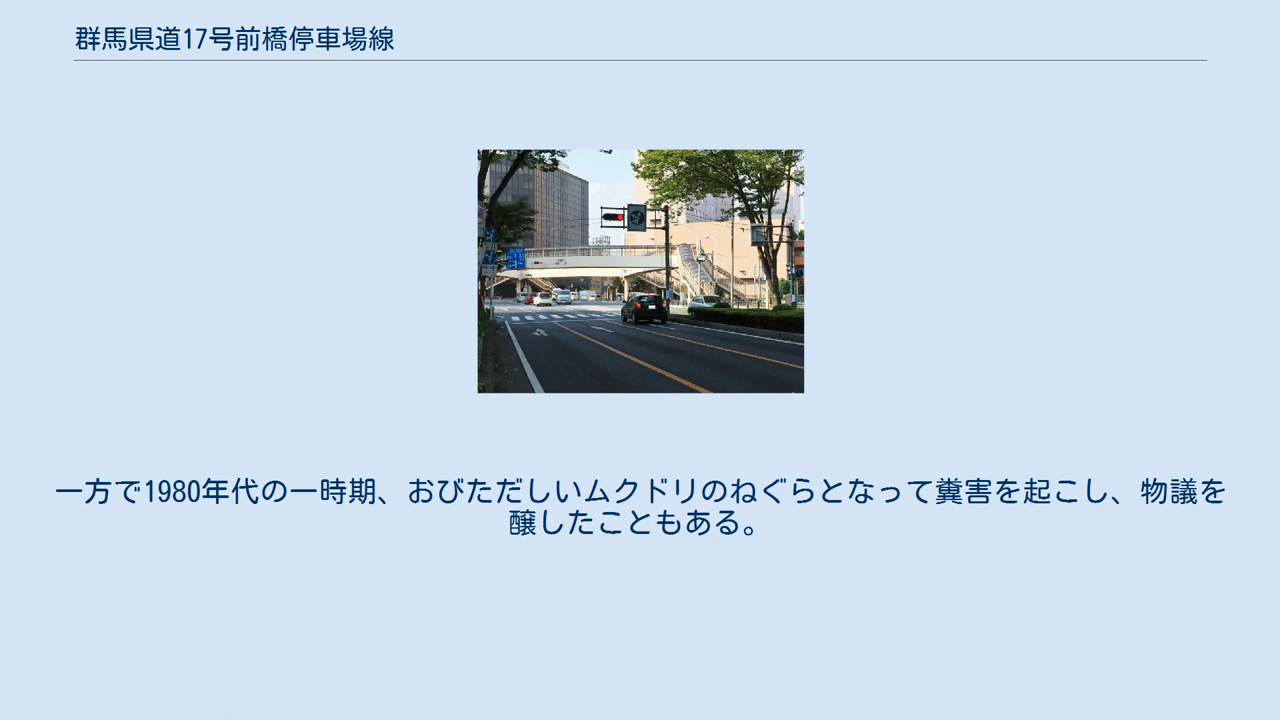 群馬県道17号前橋停車場線
一方で1980年代の一時期、おびただしいムクドリのねぐらとなって糞害を起こし、物議を
醸したこともある。